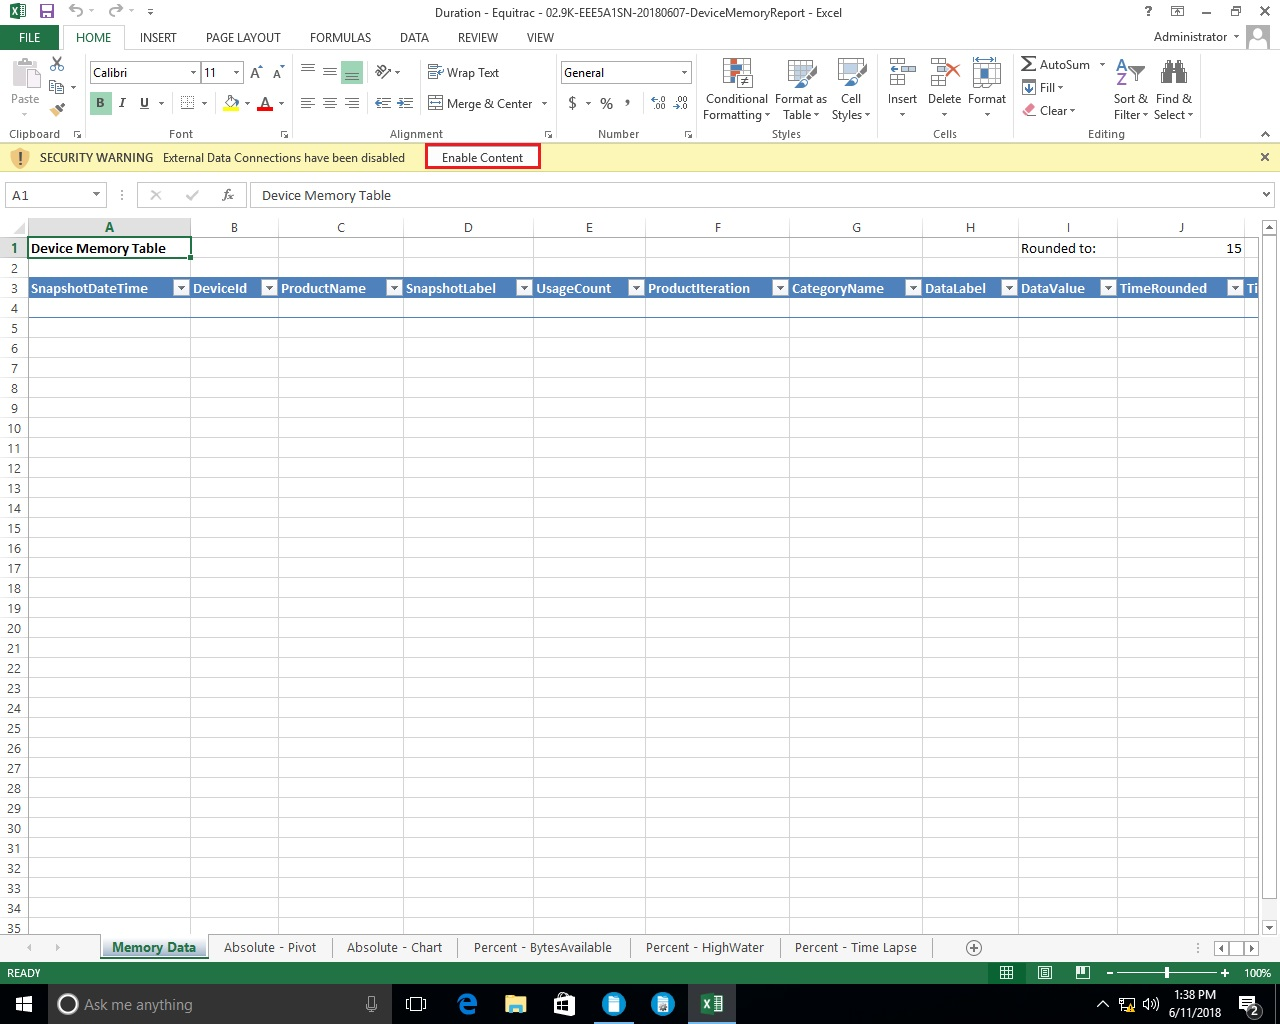 Duration - Equitrac - 02.9K-EEE5A1SN-20180607-DeviceMemoryReport - Excel
FILE HOME INSERT PAGE LAYOUT FORMULAS DATA REVIEW VIEW Administrator
Paste
Calibri 11
B I U
Wrap Text
Merge & Center
General
$ % ,
Conditional Formatting
Format as Table
Cell Styles
Insert Delete Format
AutoSum
Fill
Clear
Sort & Filter
Find & Select
Clipboard Font Alignment Number Styles Cells Editing
SECURITY WARNING External Data Connections have been disabled Enable Content
A1 fx Device Memory Table
A B C D E F G H I J
1 Device Memory Table Rounded to: 15
2
3 SnapshotDateTime DeviceId ProductName SnapshotLabel UsageCount ProductIteration CategoryName DataLabel DataValue TimeRounded Ti
4
5
6
7
8
9
10
11
12
13
14
15
16
17
18
19
20
21
22
23
24
25
26
27
28
29
30
31
32
33
34
35
Memory Data Absolute - Pivot Absolute - Chart Percent - BytesAvailable Percent - HighWater Percent - Time Lapse
READY 100%
Ask me anything
1:38 PM
6/11/2018
2